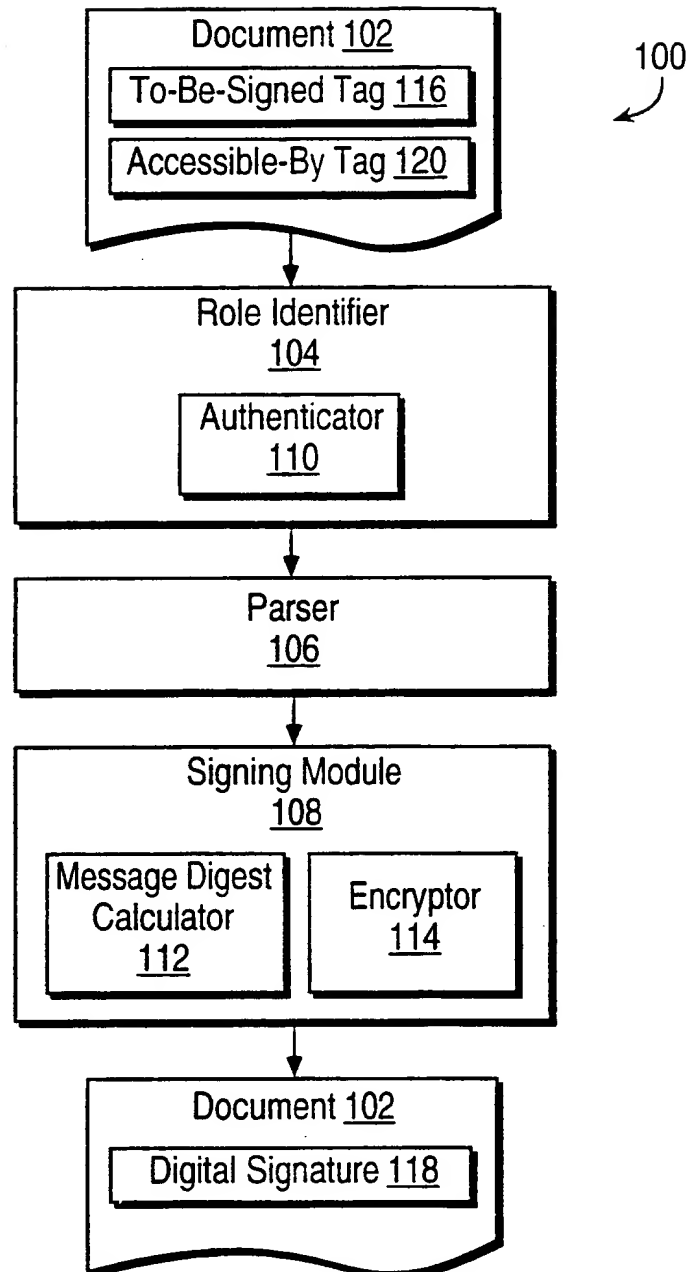 Document 102
100
To-Be-Signed Tag 116
Accessible-By Tag 120
Role Identifier
104
Authenticator
110
Parser
106
Signing Module
108
Message Digest
Calculator
112
Encryptor
114
Document 102
Digital Signature 118